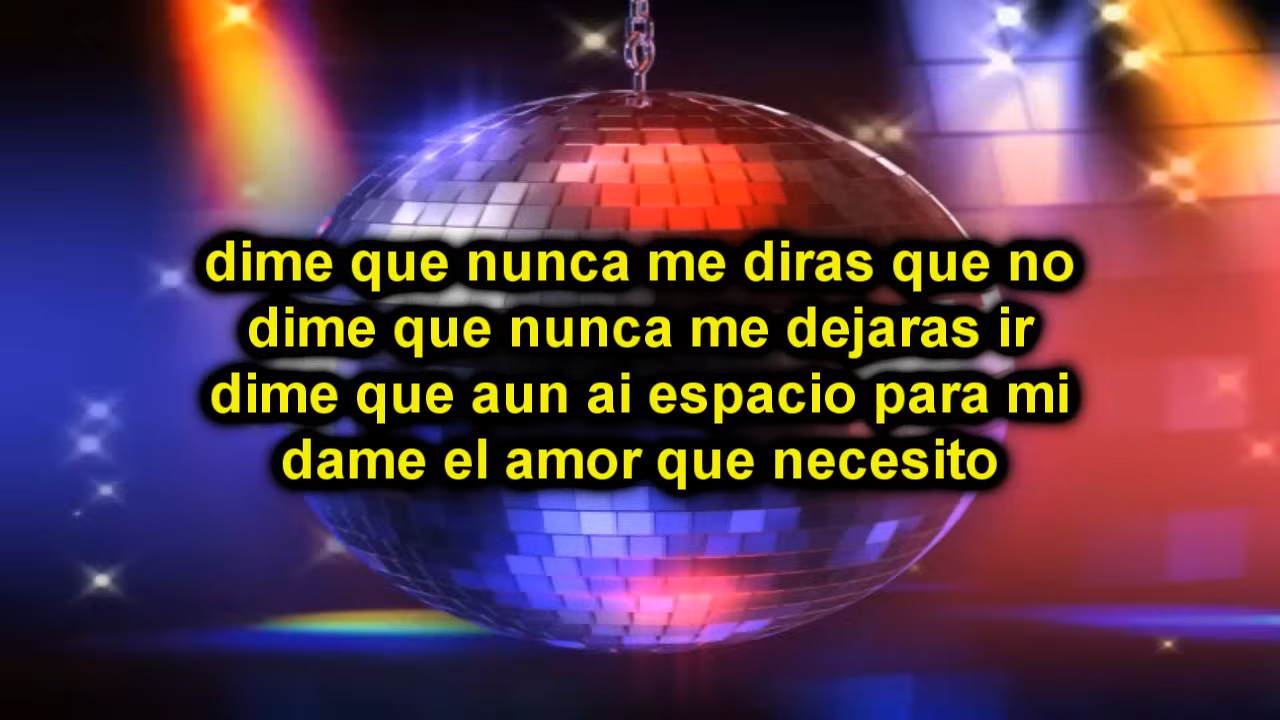 dime que nunca me diras que no
dime que nunca me dejaras ir
dime que aun ai espacio para mi
dame el amor que necesito